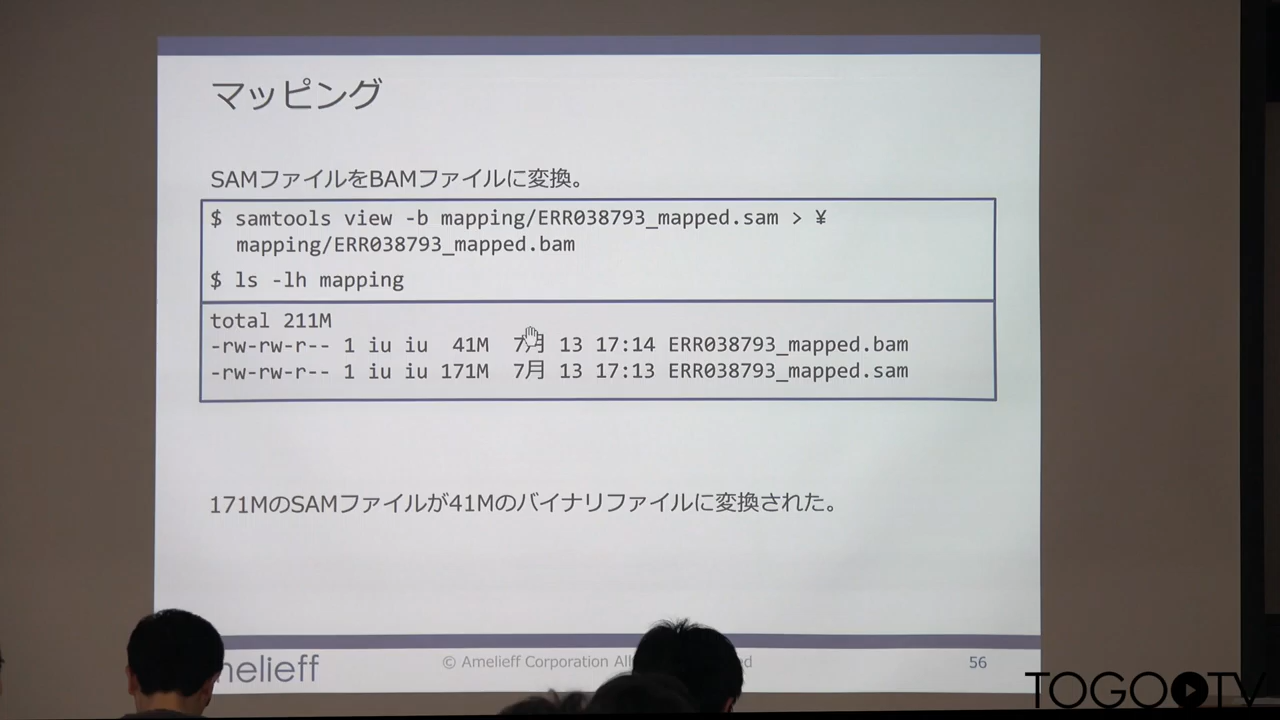 マッピング
SAMファイルをBAMファイルに変換。
$ samtools view -b mapping/ERR038793_mapped.sam > ¥
mapping/ERR038793_mapped.bam
$ ls -lh mapping
total 211M
-rw-rw-r-- 1 iu iu 41M 7月 13 17:14 ERR038793_mapped.bam
-rw-rw-r-- 1 iu iu 171M 7月 13 17:13 ERR038793_mapped.sam
171MのSAMファイルが41Mのバイナリファイルに変換された。
melieff
© Amelieff Corporation All
56
TOGOTV